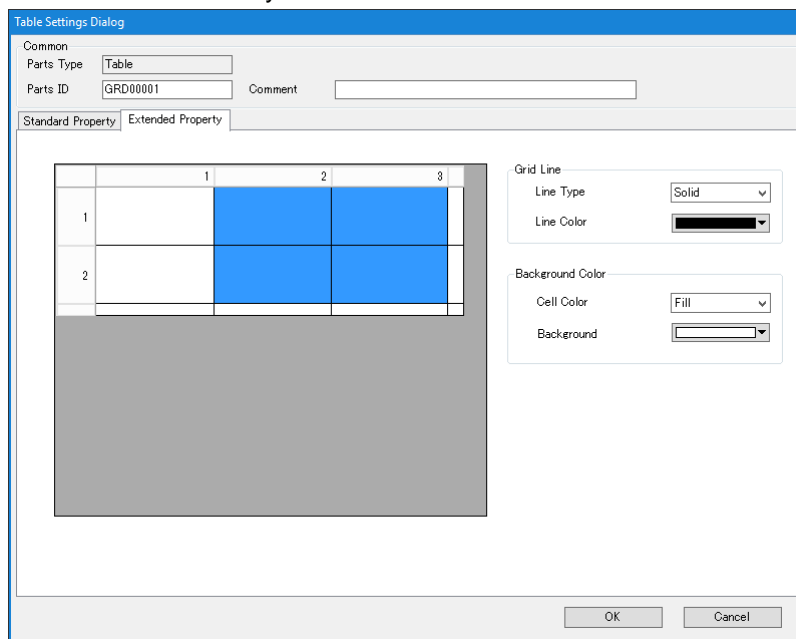 Table Settings Dialog
Common
Parts Type Table
Parts ID GRD00001 Comment
Standard Property Extended Property
1 2 3
1
2
Grid Line
Line Type Solid
Line Color
Background Color
Cell Color Fill
Background
OK Cancel